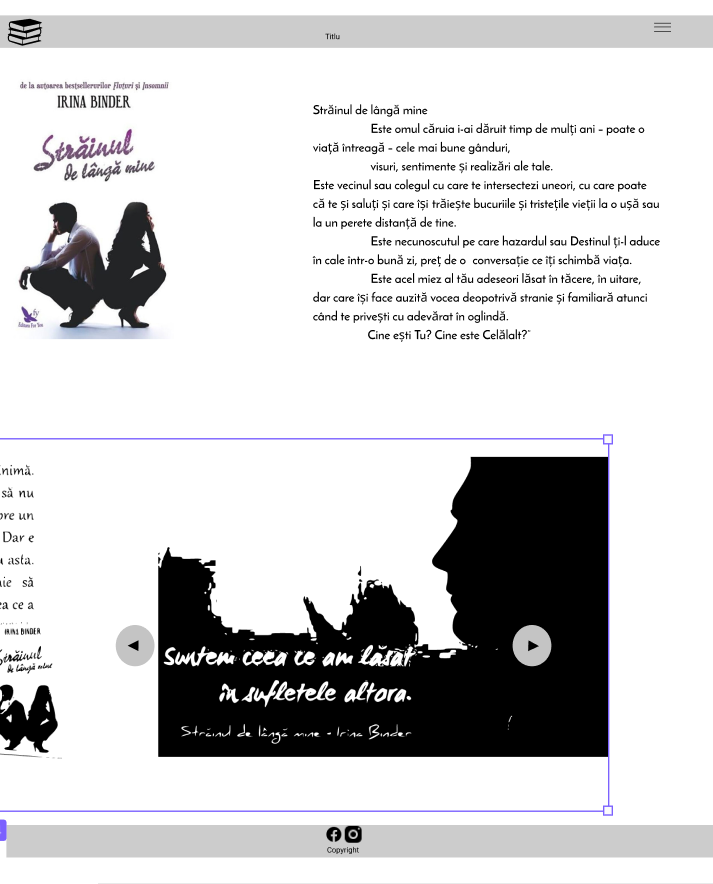 Titlu
de la autoarea bestsellerurilor Fluturi și Insomnii
IRINA BINDER
Străinul
de lângă mine
Editura For You
Străinul de lângă mine
Este omul căruia i-ai dăruit timp de mulți ani – poate o
viață întreagă – cele mai bune gânduri,
visuri, sentimente și realizări ale tale.
Este vecinul sau colegul cu care te intersectezi uneori, cu care poate
că te și saluți și care își trăiește bucuriile și tristețile vieții la o ușă sau
la un perete distanță de tine.
Este necunoscutul pe care hazardul sau Destinul ți-l aduce
în cale într-o bună zi, preț de o conversație ce îți schimbă viața.
Este acel miez al tău adeseori lăsat în tăcere, în uitare,
dar care își face auzită vocea deopotrivă stranie și familiară atunci
când te privești cu adevărat în oglindă.
Cine ești Tu? Cine este Celălalt?"
inimă.
să nu
pre un
Dar e
u asta.
nie să
ea ce a
IRINA BINDER
Străinul
de lângă mine
Suntem ceea ce am lăsat
în sufletele altora.
Străinul de lângă mine - Irina Binder
Copyright